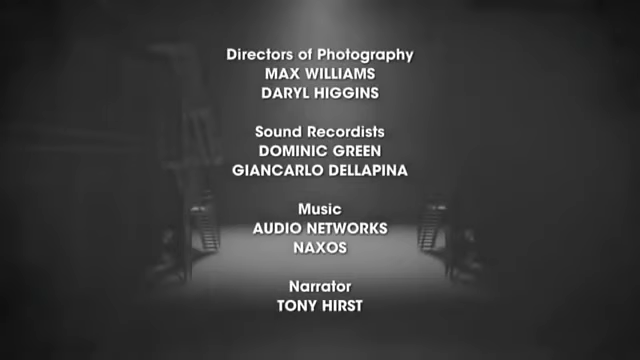 Directors of Photography
MAX WILLIAMS
DARYL HIGGINS
Sound Recordists
DOMINIC GREEN
GIANCARLO DELLAPINA
Music
AUDIO NETWORKS
NAXOS
Narrator
TONY HIRST